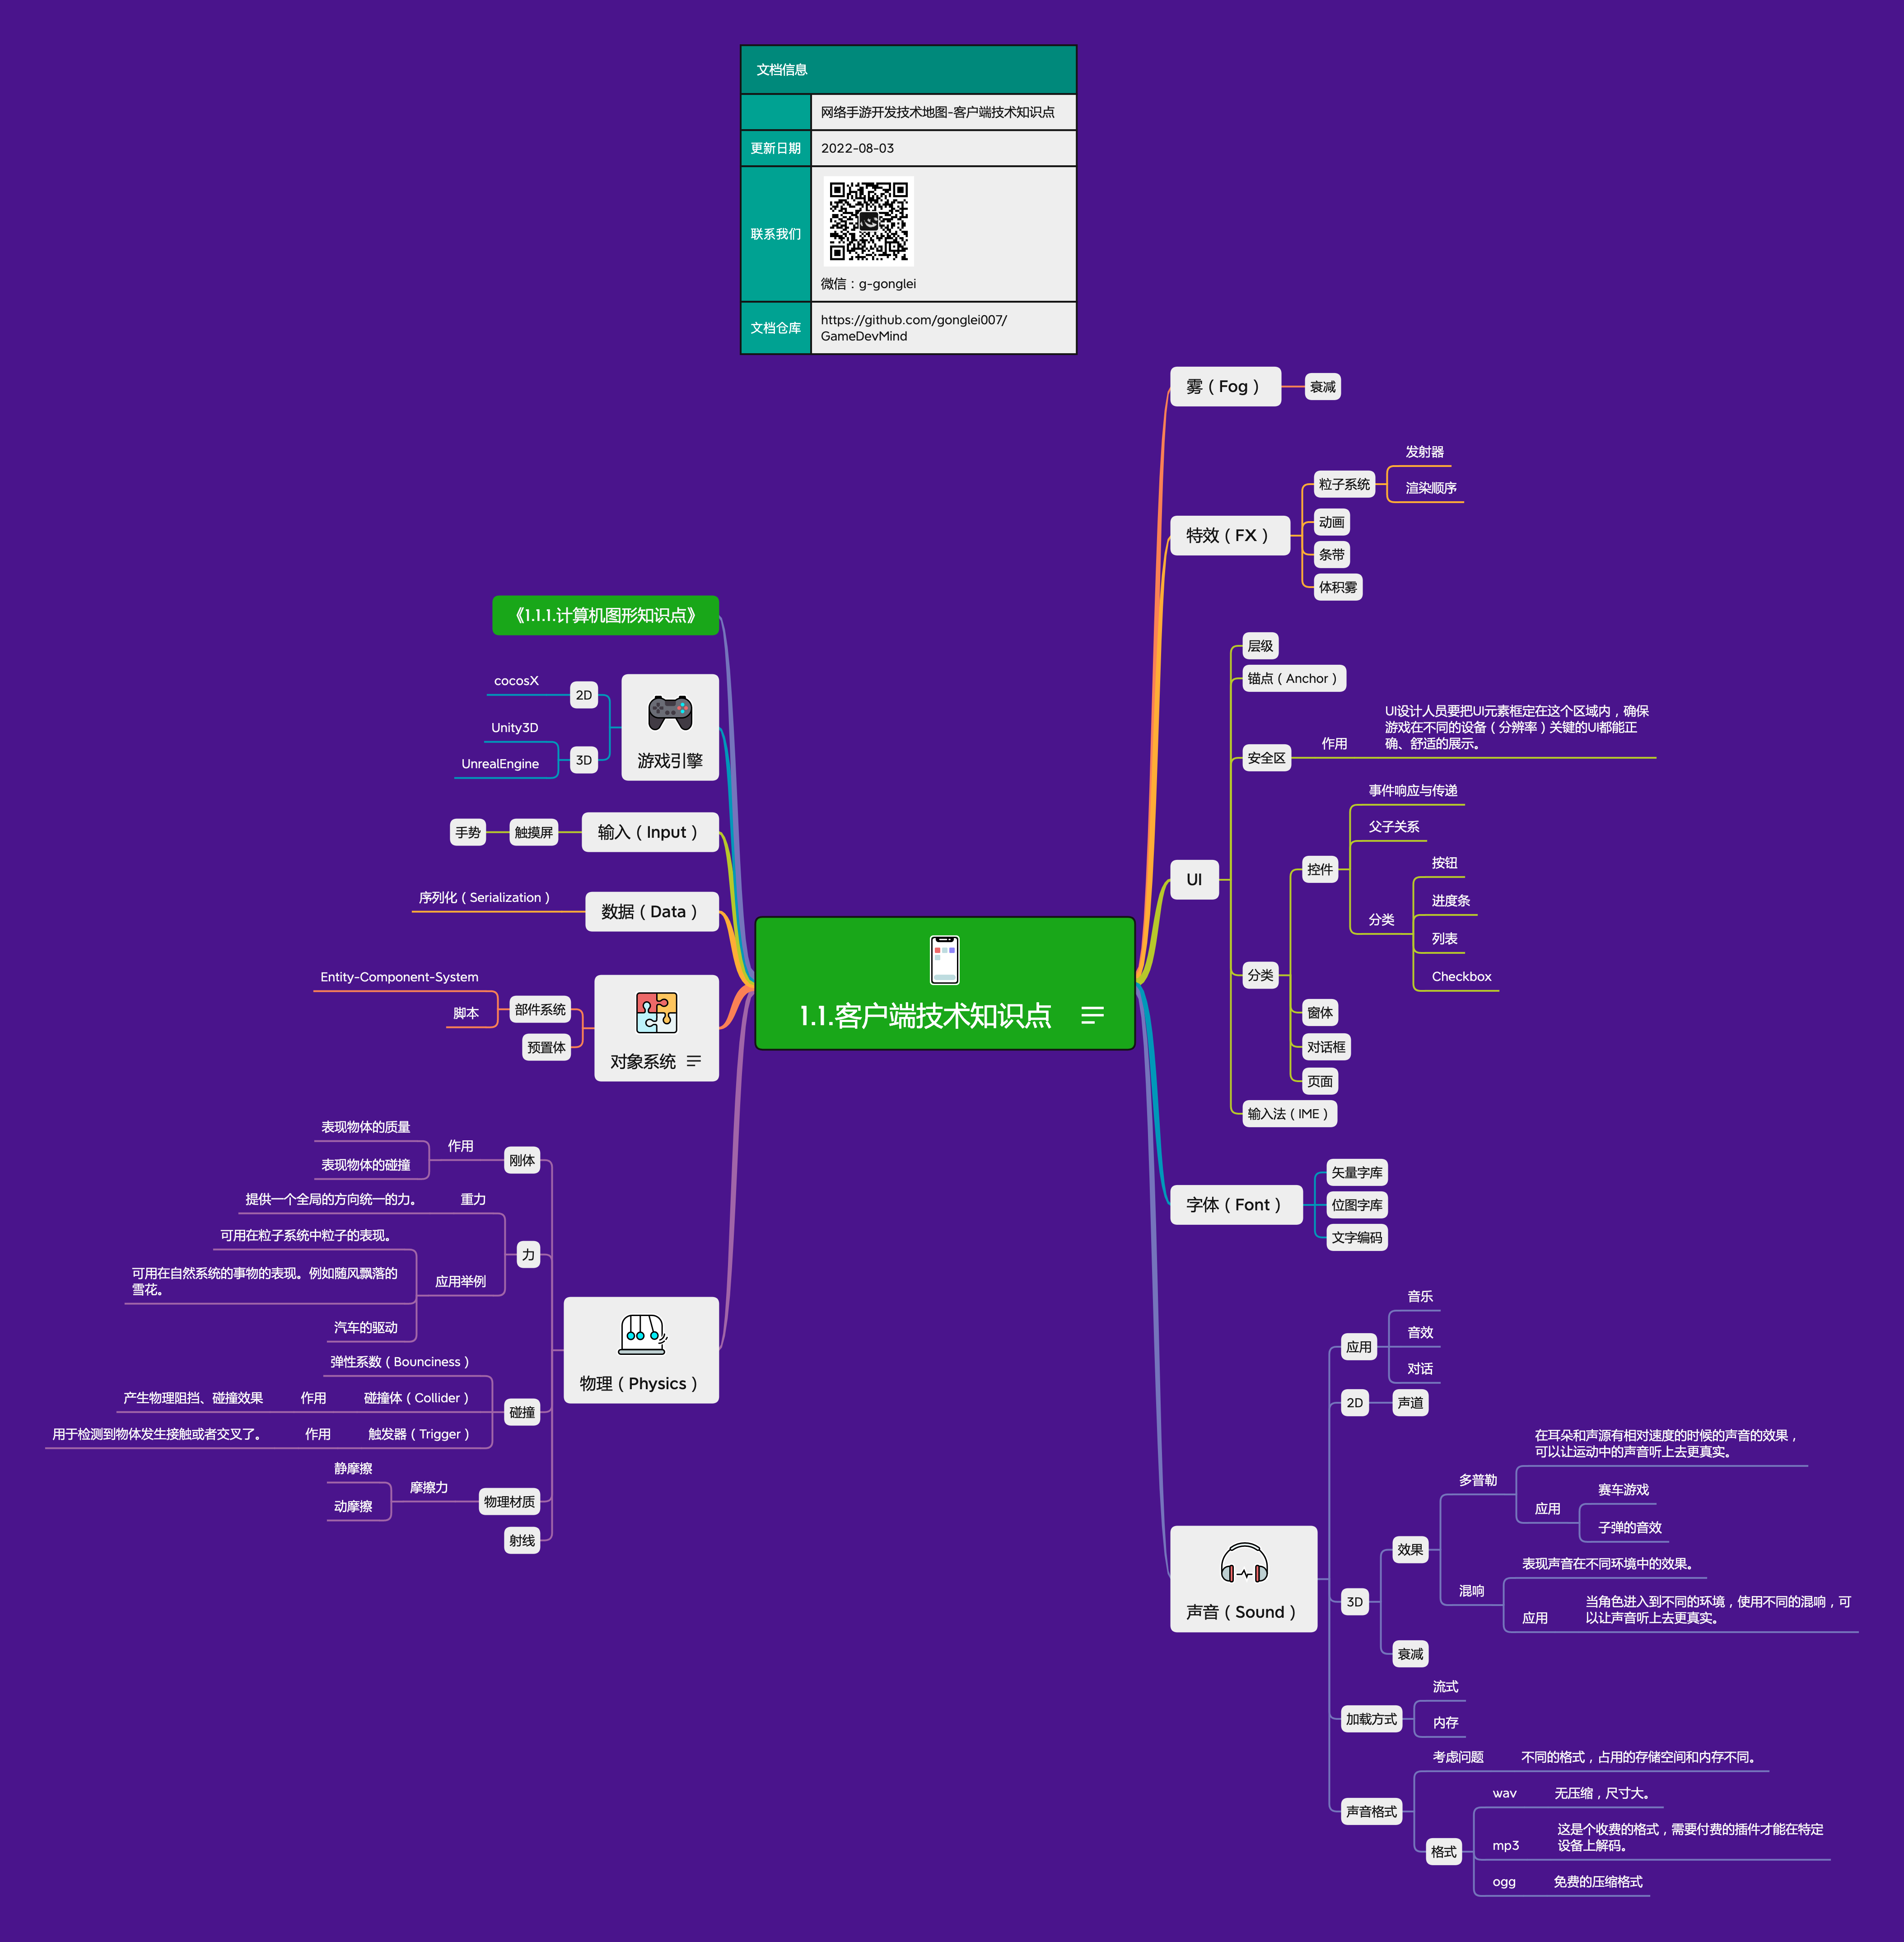 文档信息
网络手游开发技术地图-客户端技术知识点
更新日期
2022-08-03
联系我们
微信：g-gonglei
文档仓库
https://github.com/gonglei007/
GameDevMind
1.1.客户端技术知识点
雾（Fog）
衰减
特效（FX）
粒子系统
发射器
渲染顺序
动画
条带
体积雾
UI
层级
锚点（Anchor）
安全区
作用
UI设计人员要把UI元素框定在这个区域内，确保
游戏在不同的设备（分辨率）关键的UI都能正
确、舒适的展示。
分类
控件
事件响应与传递
父子关系
分类
按钮
进度条
列表
Checkbox
窗体
对话框
页面
输入法（IME）
字体（Font）
矢量字库
位图字库
文字编码
声音（Sound）
应用
音乐
音效
对话
2D
声道
3D
效果
多普勒
在耳朵和声源有相对速度的时候的声音的效果，
可以让运动中的声音听上去更真实。
应用
赛车游戏
子弹的音效
混响
表现声音在不同环境中的效果。
应用
当角色进入到不同的环境，使用不同的混响，可
以让声音听上去更真实。
衰减
加载方式
流式
内存
声音格式
考虑问题
不同的格式，占用的存储空间和内存不同。
格式
wav
无压缩，尺寸大。
mp3
这是个收费的格式，需要付费的插件才能在特定
设备上解码。
ogg
免费的压缩格式
《1.1.1.计算机图形知识点》
游戏引擎
2D
cocosX
3D
Unity3D
UnrealEngine
输入（Input）
触摸屏
手势
数据（Data）
序列化（Serialization）
对象系统
部件系统
Entity-Component-System
脚本
预置体
物理（Physics）
刚体
作用
表现物体的质量
表现物体的碰撞
力
重力
提供一个全局的方向统一的力。
应用举例
可用在粒子系统中粒子的表现。
可用在自然系统的事物的表现。例如随风飘落的
雪花。
汽车的驱动
碰撞
弹性系数（Bounciness）
碰撞体（Collider）
作用
产生物理阻挡、碰撞效果
触发器（Trigger）
作用
用于检测到物体发生接触或者交叉了。
物理材质
摩擦力
静摩擦
动摩擦
射线